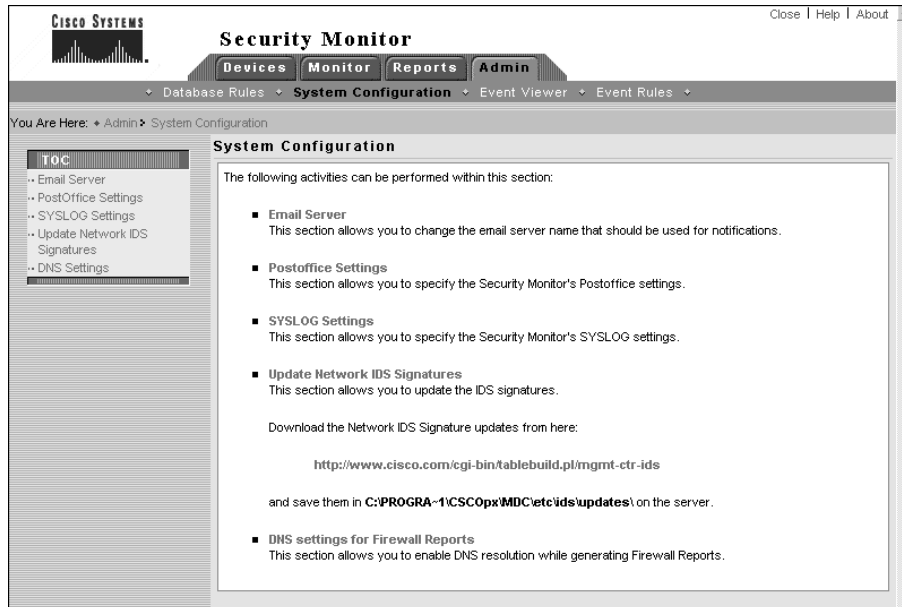 Close | Help | About
CISCO SYSTEMS
Security Monitor
Devices Monitor Reports Admin
Database Rules System Configuration Event Viewer Event Rules
You Are Here: Admin System Configuration
TOC
Email Server
PostOffice Settings
SYSLOG Settings
Update Network IDS
Signatures
DNS Settings
System Configuration
The following activities can be performed within this section:
Email Server
This section allows you to change the email server name that should be used for notifications.
Postoffice Settings
This section allows you to specify the Security Monitor's Postoffice settings.
SYSLOG Settings
This section allows you to specify the Security Monitor's SYSLOG settings.
Update Network IDS Signatures
This section allows you to update the IDS signatures.
Download the Network IDS Signature updates from here:
http://www.cisco.com/cgi-bin/tablebuild.pl/mgmt-ctr-ids
and save them in C:\PROGRA~1\CSCOpx\MDC\etc\ids\updates\ on the server.
DNS settings for Firewall Reports
This section allows you to enable DNS resolution while generating Firewall Reports.